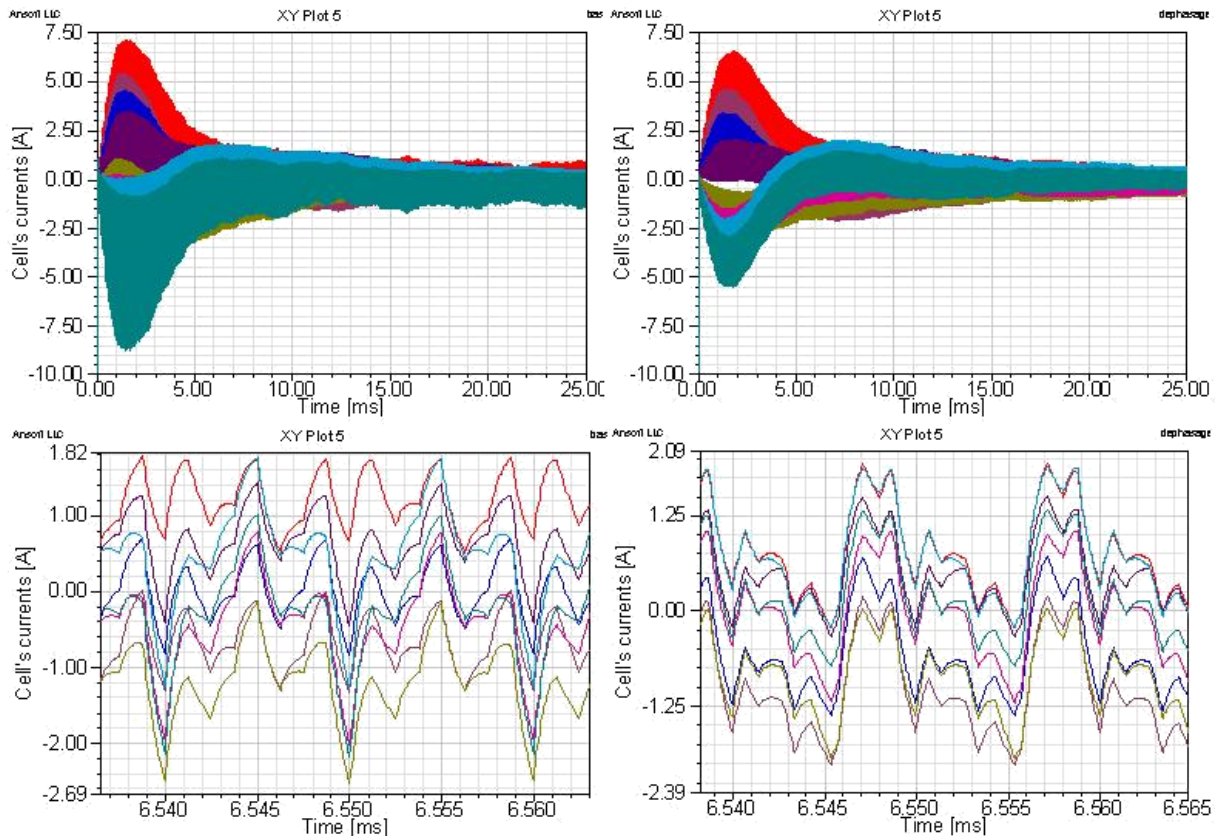 Ansoft LLC XY Plot 5 bas
7.50
5.00
2.50
0.00
-2.50
-5.00
-7.50
-10.00
Cell's currents [A]
0.00 5.00 10.00 15.00 20.00 25.00
Time [ms]
Ansoft LLC XY Plot 5 dephasage
7.50
5.00
2.50
0.00
-2.50
-5.00
-7.50
-10.00
Cell's currents [A]
0.00 5.00 10.00 15.00 20.00 25.00
Time [ms]
Ansoft LLC XY Plot 5 bas
1.82
1.00
0.00
-1.00
-2.00
-2.69
Cell's currents [A]
6.540 6.545 6.550 6.555 6.560
Time [ms]
Ansoft LLC XY Plot 5 dephasage
2.09
1.25
0.00
-1.25
-2.39
Cell's currents [A]
6.540 6.545 6.550 6.555 6.560 6.565
Time [ms]